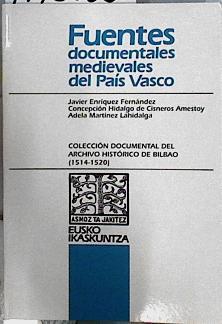 Fuentes
documentales
medievales
del País Vasco
Javier Enríquez Fernández
Concepción Hidalgo de Cisneros Amestoy
Adela Martínez Lahidalga
COLECCIÓN DOCUMENTAL DEL
ARCHIVO HISTÓRICO DE BILBAO
(1514-1520)
ASMOZ TA JAKITEZ
EUSKO
IKASKUNTZA